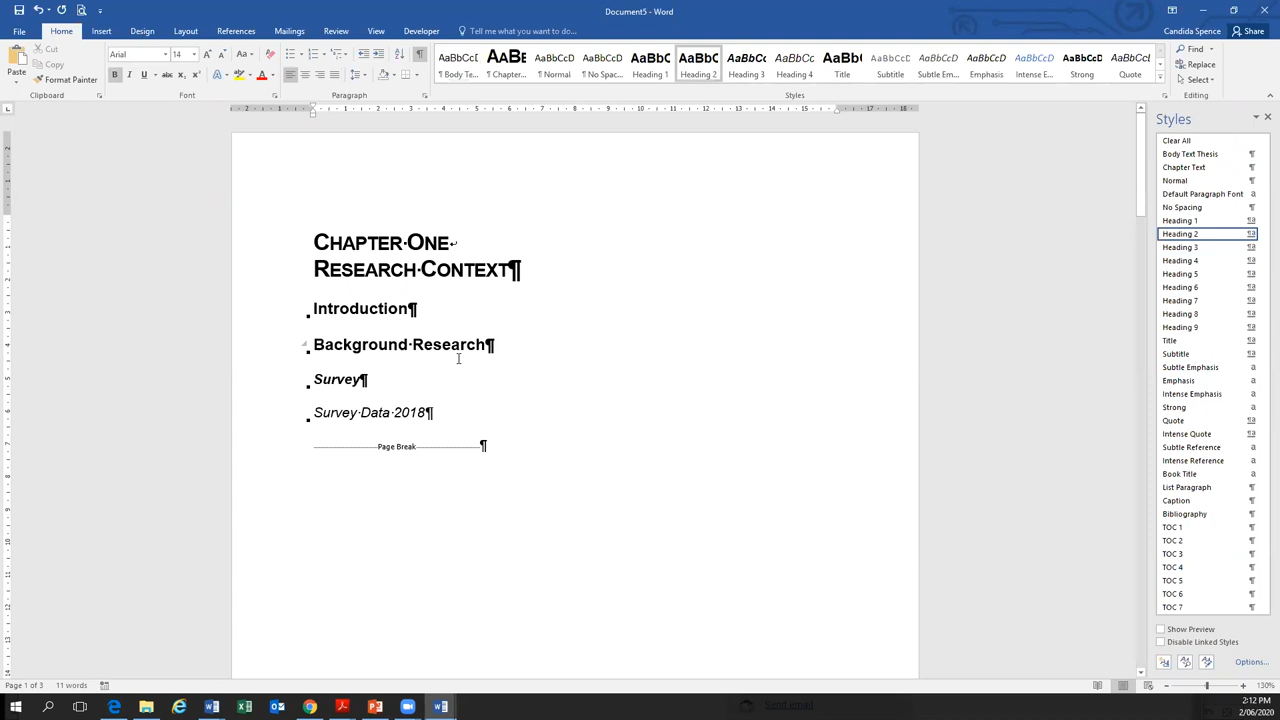 Document5 - Word
File Home Insert Design Layout References Mailings Review View Developer Tell me what you want to do... Candida Spence Share
Cut
Copy
Format Painter
Paste
Clipboard
Arial 14
Font
Paragraph
AaBbCcI AaBb AaBbCcD AaBbCcD AaBbC AaBbC AaBbCc AaBbCc AaBb( AaBbCcD AaBbCcD AaBbCcD AaBbCcD AaBbCcD AaBbCcI
¶ Body Te... ¶ Chapter... ¶ Normal ¶ No Spac... Heading 1 Heading 2 Heading 3 Heading 4 Title Subtitle Subtle Em... Emphasis Intense E... Strong Quote
Styles
Find
Replace
Select
Editing
CHAPTER·ONE
RESEARCH·CONTEXT¶
Introduction¶
Background·Research¶
Survey¶
Survey·Data·2018¶
Page Break ¶
Styles
Clear All
Body Text Thesis ¶
Chapter Text ¶
Normal ¶
Default Paragraph Font a
No Spacing ¶
Heading 1 ¶a
Heading 2 ¶a
Heading 3 ¶a
Heading 4 ¶a
Heading 5 ¶a
Heading 6 ¶a
Heading 7 ¶a
Heading 8 ¶a
Heading 9 ¶a
Title ¶a
Subtitle ¶a
Subtle Emphasis a
Emphasis a
Intense Emphasis a
Strong a
Quote ¶a
Intense Quote ¶a
Subtle Reference a
Intense Reference a
Book Title a
List Paragraph ¶
Caption ¶
Bibliography ¶
TOC 1 ¶
TOC 2 ¶
TOC 3 ¶
TOC 4 ¶
TOC 5 ¶
TOC 6 ¶
TOC 7 ¶
Show Preview
Disable Linked Styles
Options...
Page 1 of 3 11 words 130%
Send email
2:12 PM
2/06/2020